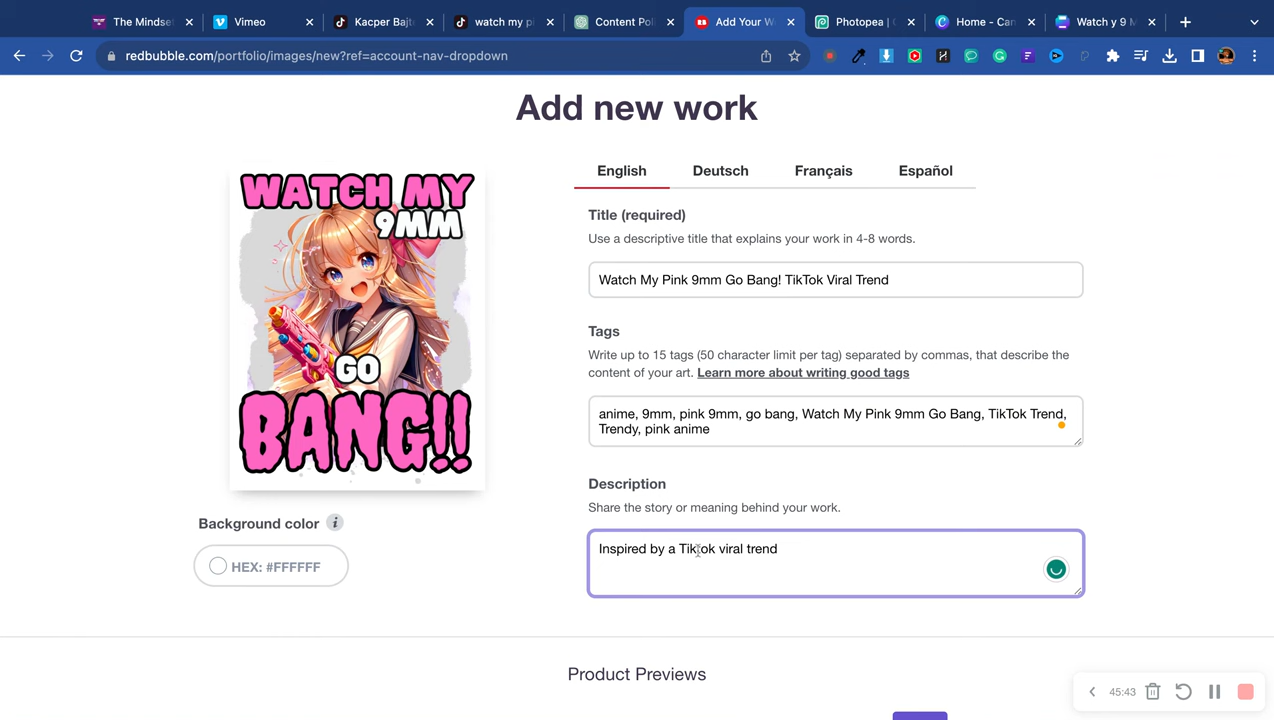 The Mindset
Vimeo
Kacper Bajt
watch my pi
Content Poli
Add Your W
Photopea |
Home - Can
Watch y 9 M
redbubble.com/portfolio/images/new?ref=account-nav-dropdown
Add new work
English
Deutsch
Français
Español
WATCH MY
9MM
GO
BANG!!
Title (required)
Use a descriptive title that explains your work in 4-8 words.
Watch My Pink 9mm Go Bang! TikTok Viral Trend
Tags
Write up to 15 tags (50 character limit per tag) separated by commas, that describe the
content of your art. Learn more about writing good tags
anime, 9mm, pink 9mm, go bang, Watch My Pink 9mm Go Bang, TikTok Trend,
Trendy, pink anime
Description
Share the story or meaning behind your work.
Inspired by a Tiktok viral trend
Background color
HEX: #FFFFFF
Product Previews
45:43